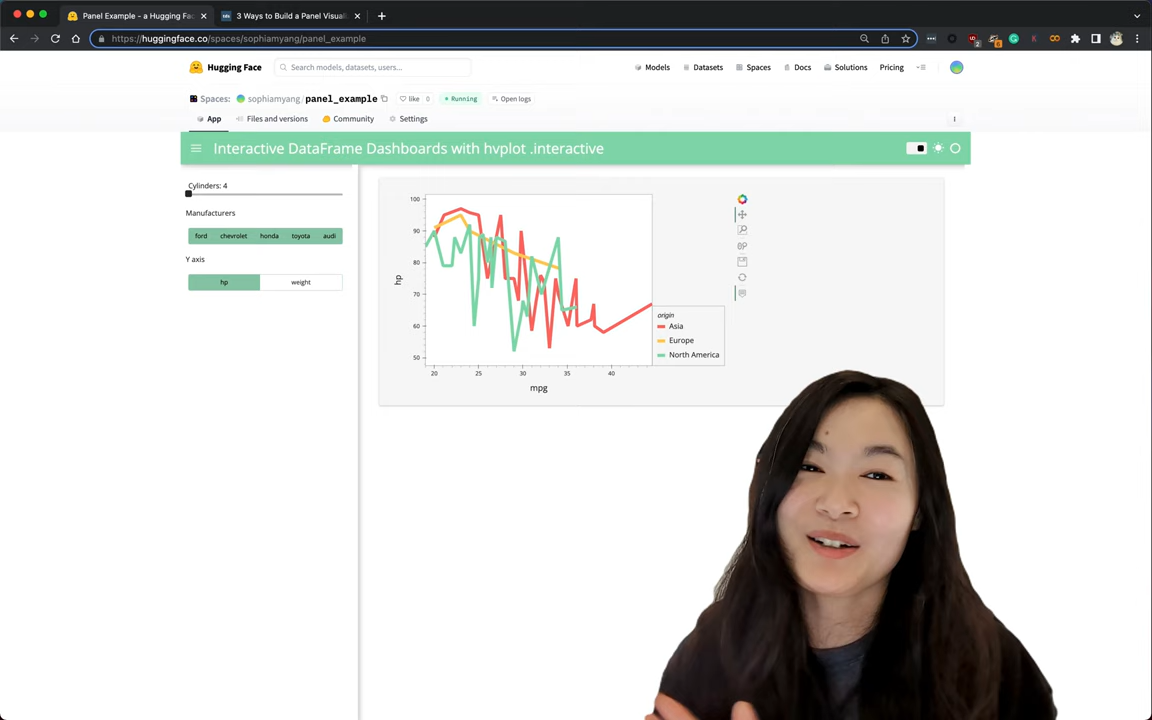 Panel Example - a Hugging Fac
3 Ways to Build a Panel Visual
https://huggingface.co/spaces/sophiamyang/panel_example
Hugging Face
Search models, datasets, users...
Models
Datasets
Spaces
Docs
Solutions
Pricing
Spaces: sophiamyang/panel_example
like 0
Running
Open logs
App
Files and versions
Community
Settings
Interactive DataFrame Dashboards with hvplot .interactive
Cylinders: 4
Manufacturers
ford chevrolet honda toyota audi
Y axis
hp weight
100
90
80
70
60
50
hp
20 25 30 35 40
mpg
origin
Asia
Europe
North America